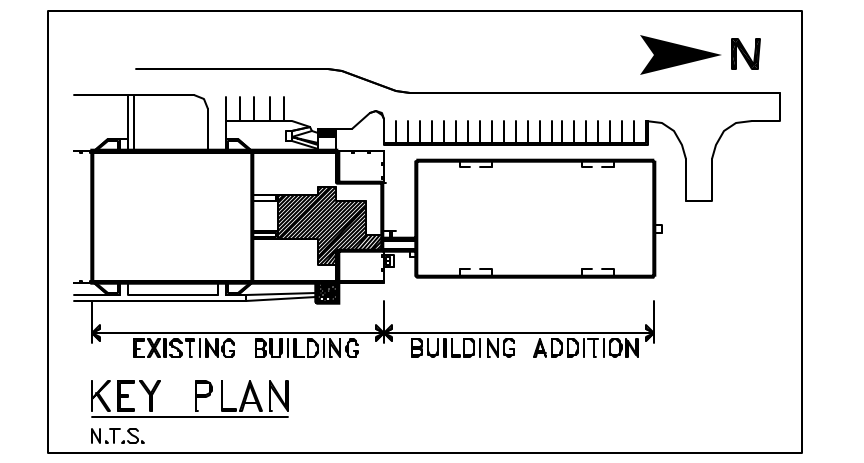 N
EXISTING BUILDING
BUILDING ADDITION
KEY PLAN
N.T.S.